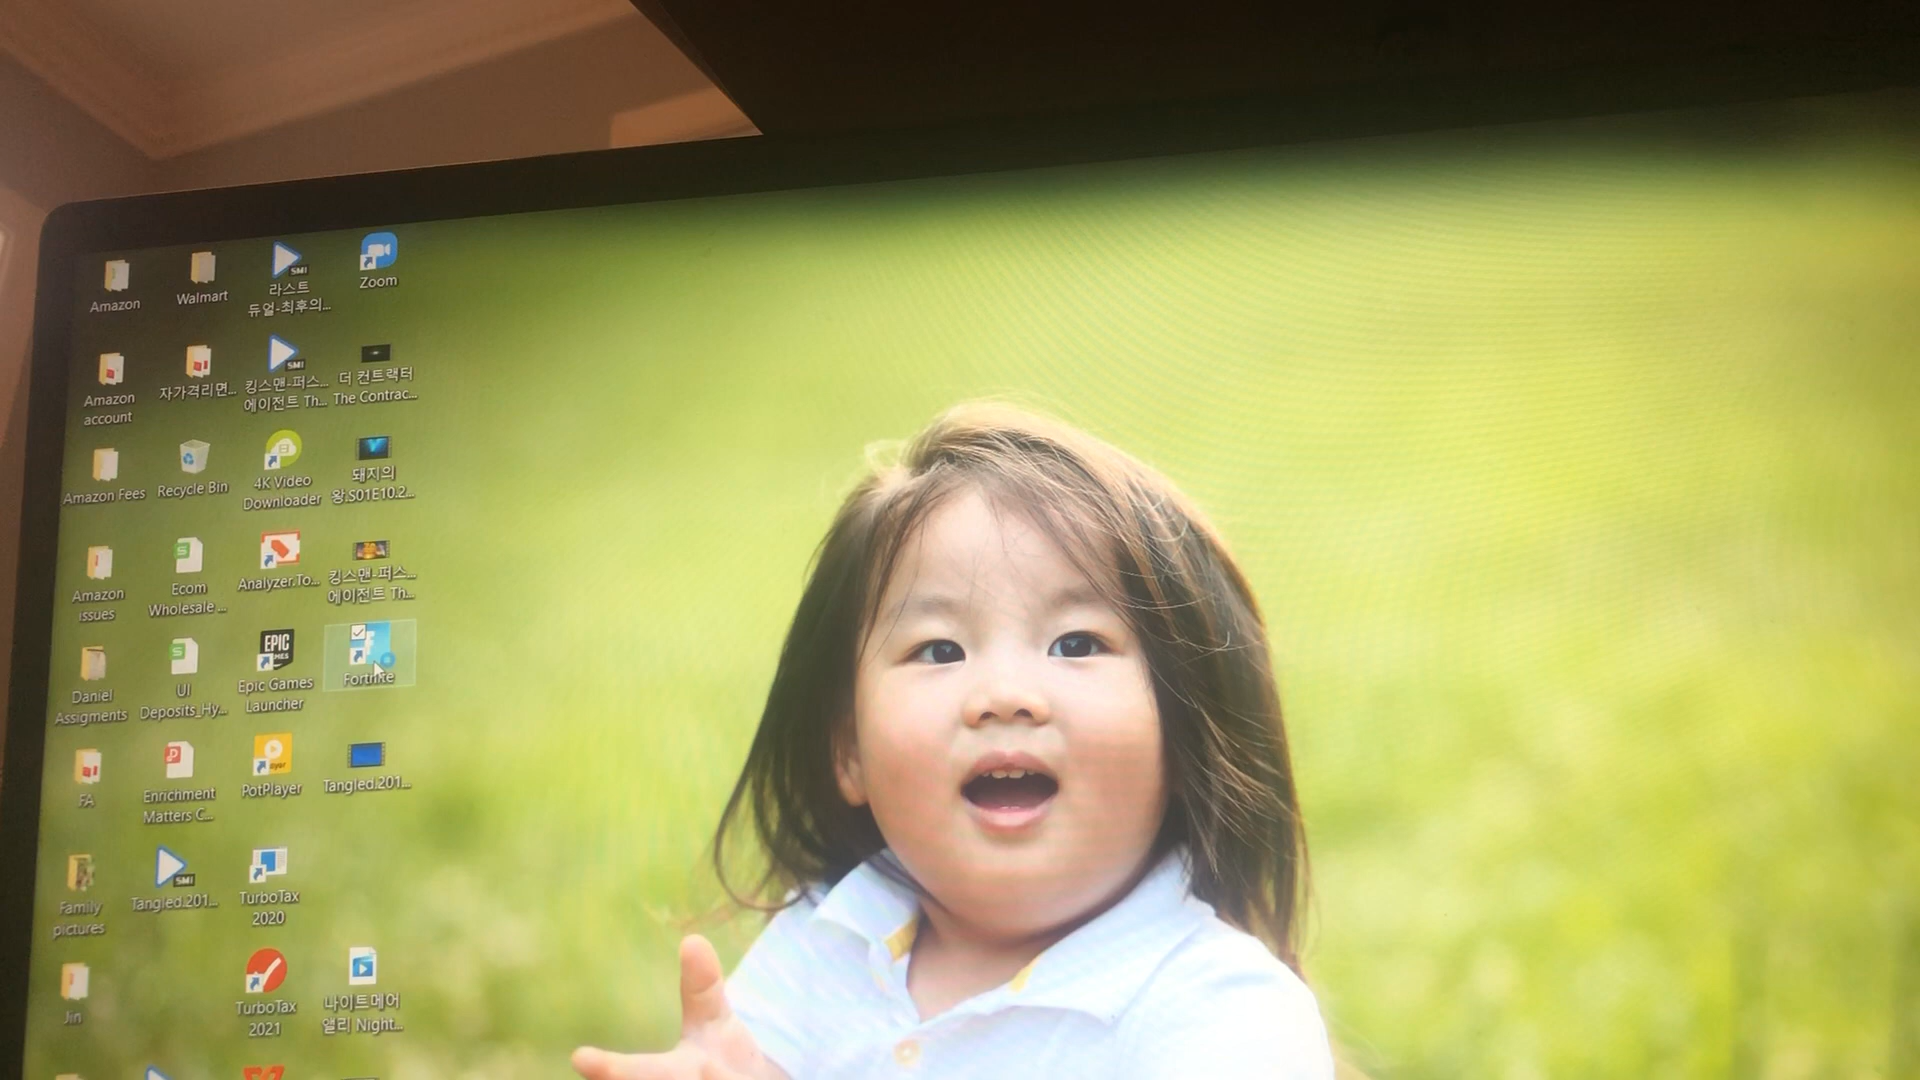 Amazon
Walmart
라스트
듀얼-최후의...
Zoom
Amazon
account
자가격리면...
킹스맨-퍼스...
에이전트 Th...
더 컨트랙터
The Contrac...
Amazon Fees
Recycle Bin
4K Video
Downloader
돼지의
왕.S01E10.2...
Amazon
issues
Ecom
Wholesale ...
Analyzer.To...
킹스맨-퍼스...
에이전트 Th...
Daniel
Assigments
UI
Deposits_Hy...
EPIC
Epic Games
Launcher
Fortnite
FA
Enrichment
Matters C...
PotPlayer
Tangled.201...
Family
pictures
SMI
Tangled.201...
TurboTax
2020
Jin
TurboTax
2021
나이트메어
앨리 Night...